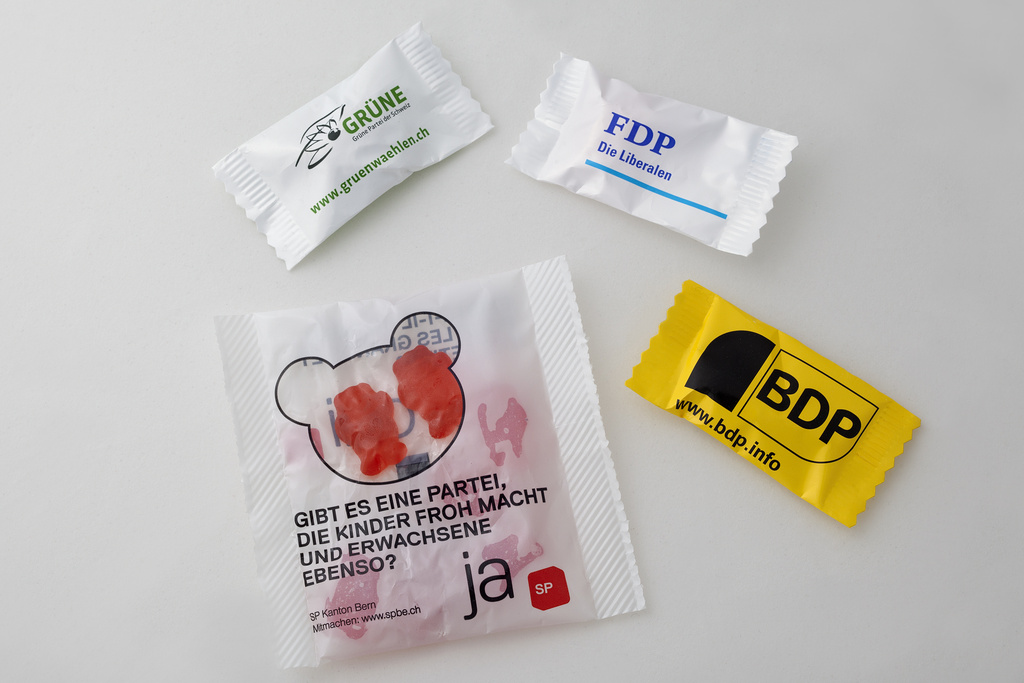 GRÜNE
Grüne Partei der Schweiz
www.gruenwaehlen.ch
FDP
Die Liberalen
BDP
www.bdp.info
GIBT ES EINE PARTEI,
DIE KINDER FROH MACHT
UND ERWACHSENE
EBENSO?
ja
SP
SP Kanton Bern
Mitmachen: www.spbe.ch